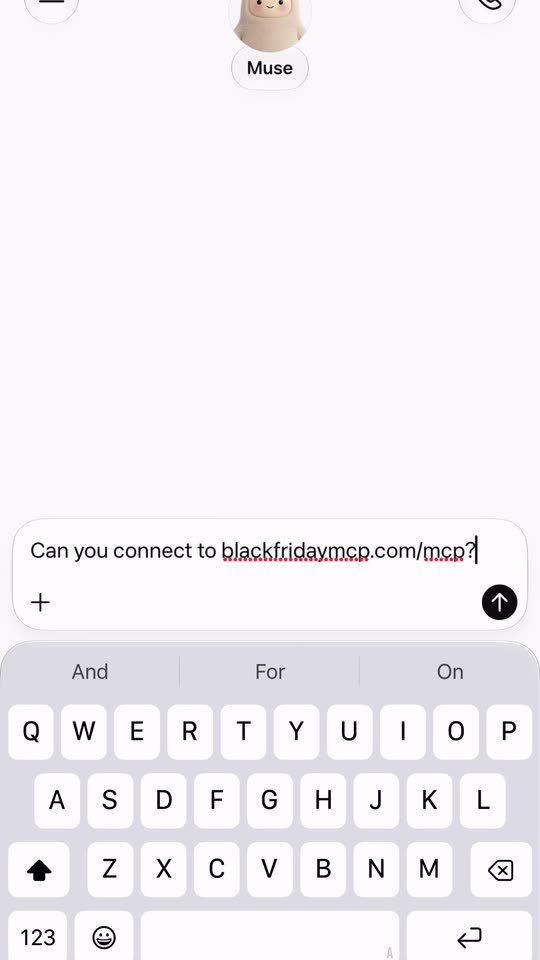 Muse
Can you connect to blackfridaymcp.com/mcp?
And For On
Q W E R T Y U I O P
A S D F G H J K L
Z X C V B N M
123
A